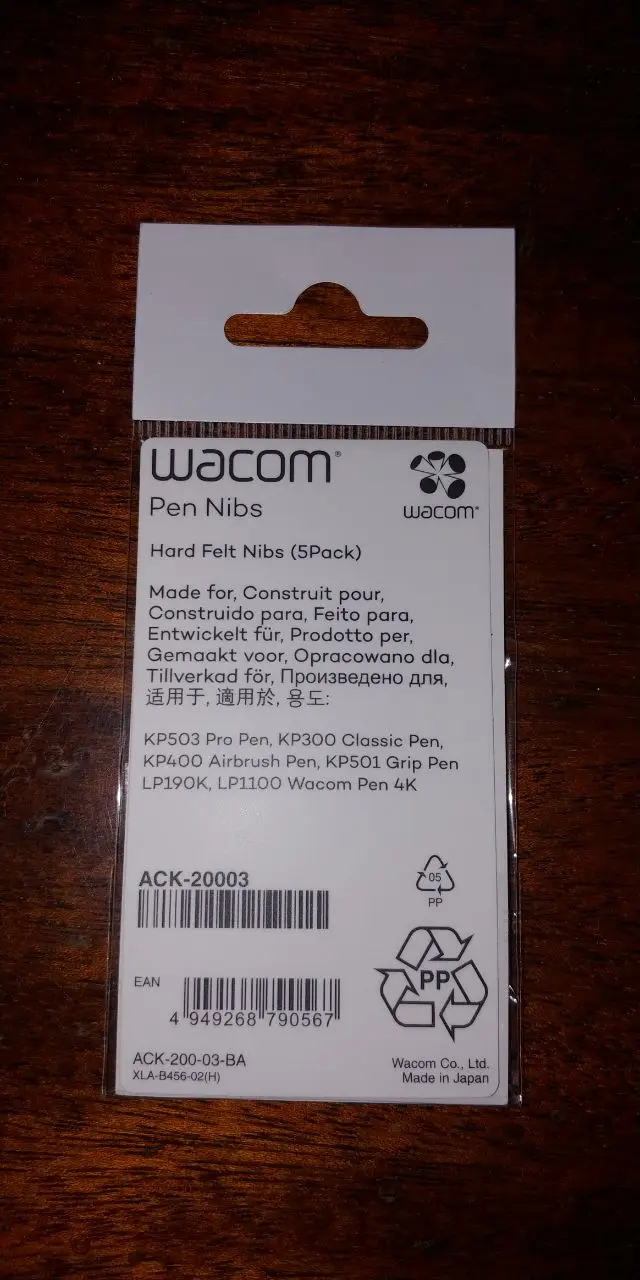 wacom®
wacom®
Pen Nibs
Hard Felt Nibs (5Pack)
Made for, Construit pour,
Construido para, Feito para,
Entwickelt für, Prodotto per,
Gemaakt voor, Opracowano dla,
Tillverkad för, Произведено для,
适用于, 適用於, 용도:
KP503 Pro Pen, KP300 Classic Pen,
KP400 Airbrush Pen, KP501 Grip Pen
LP190K, LP1100 Wacom Pen 4K
ACK-20003
05
PP
PP
EAN
4 949268 790567
ACK-200-03-BA
XLA-B456-02(H)
Wacom Co., Ltd.
Made in Japan